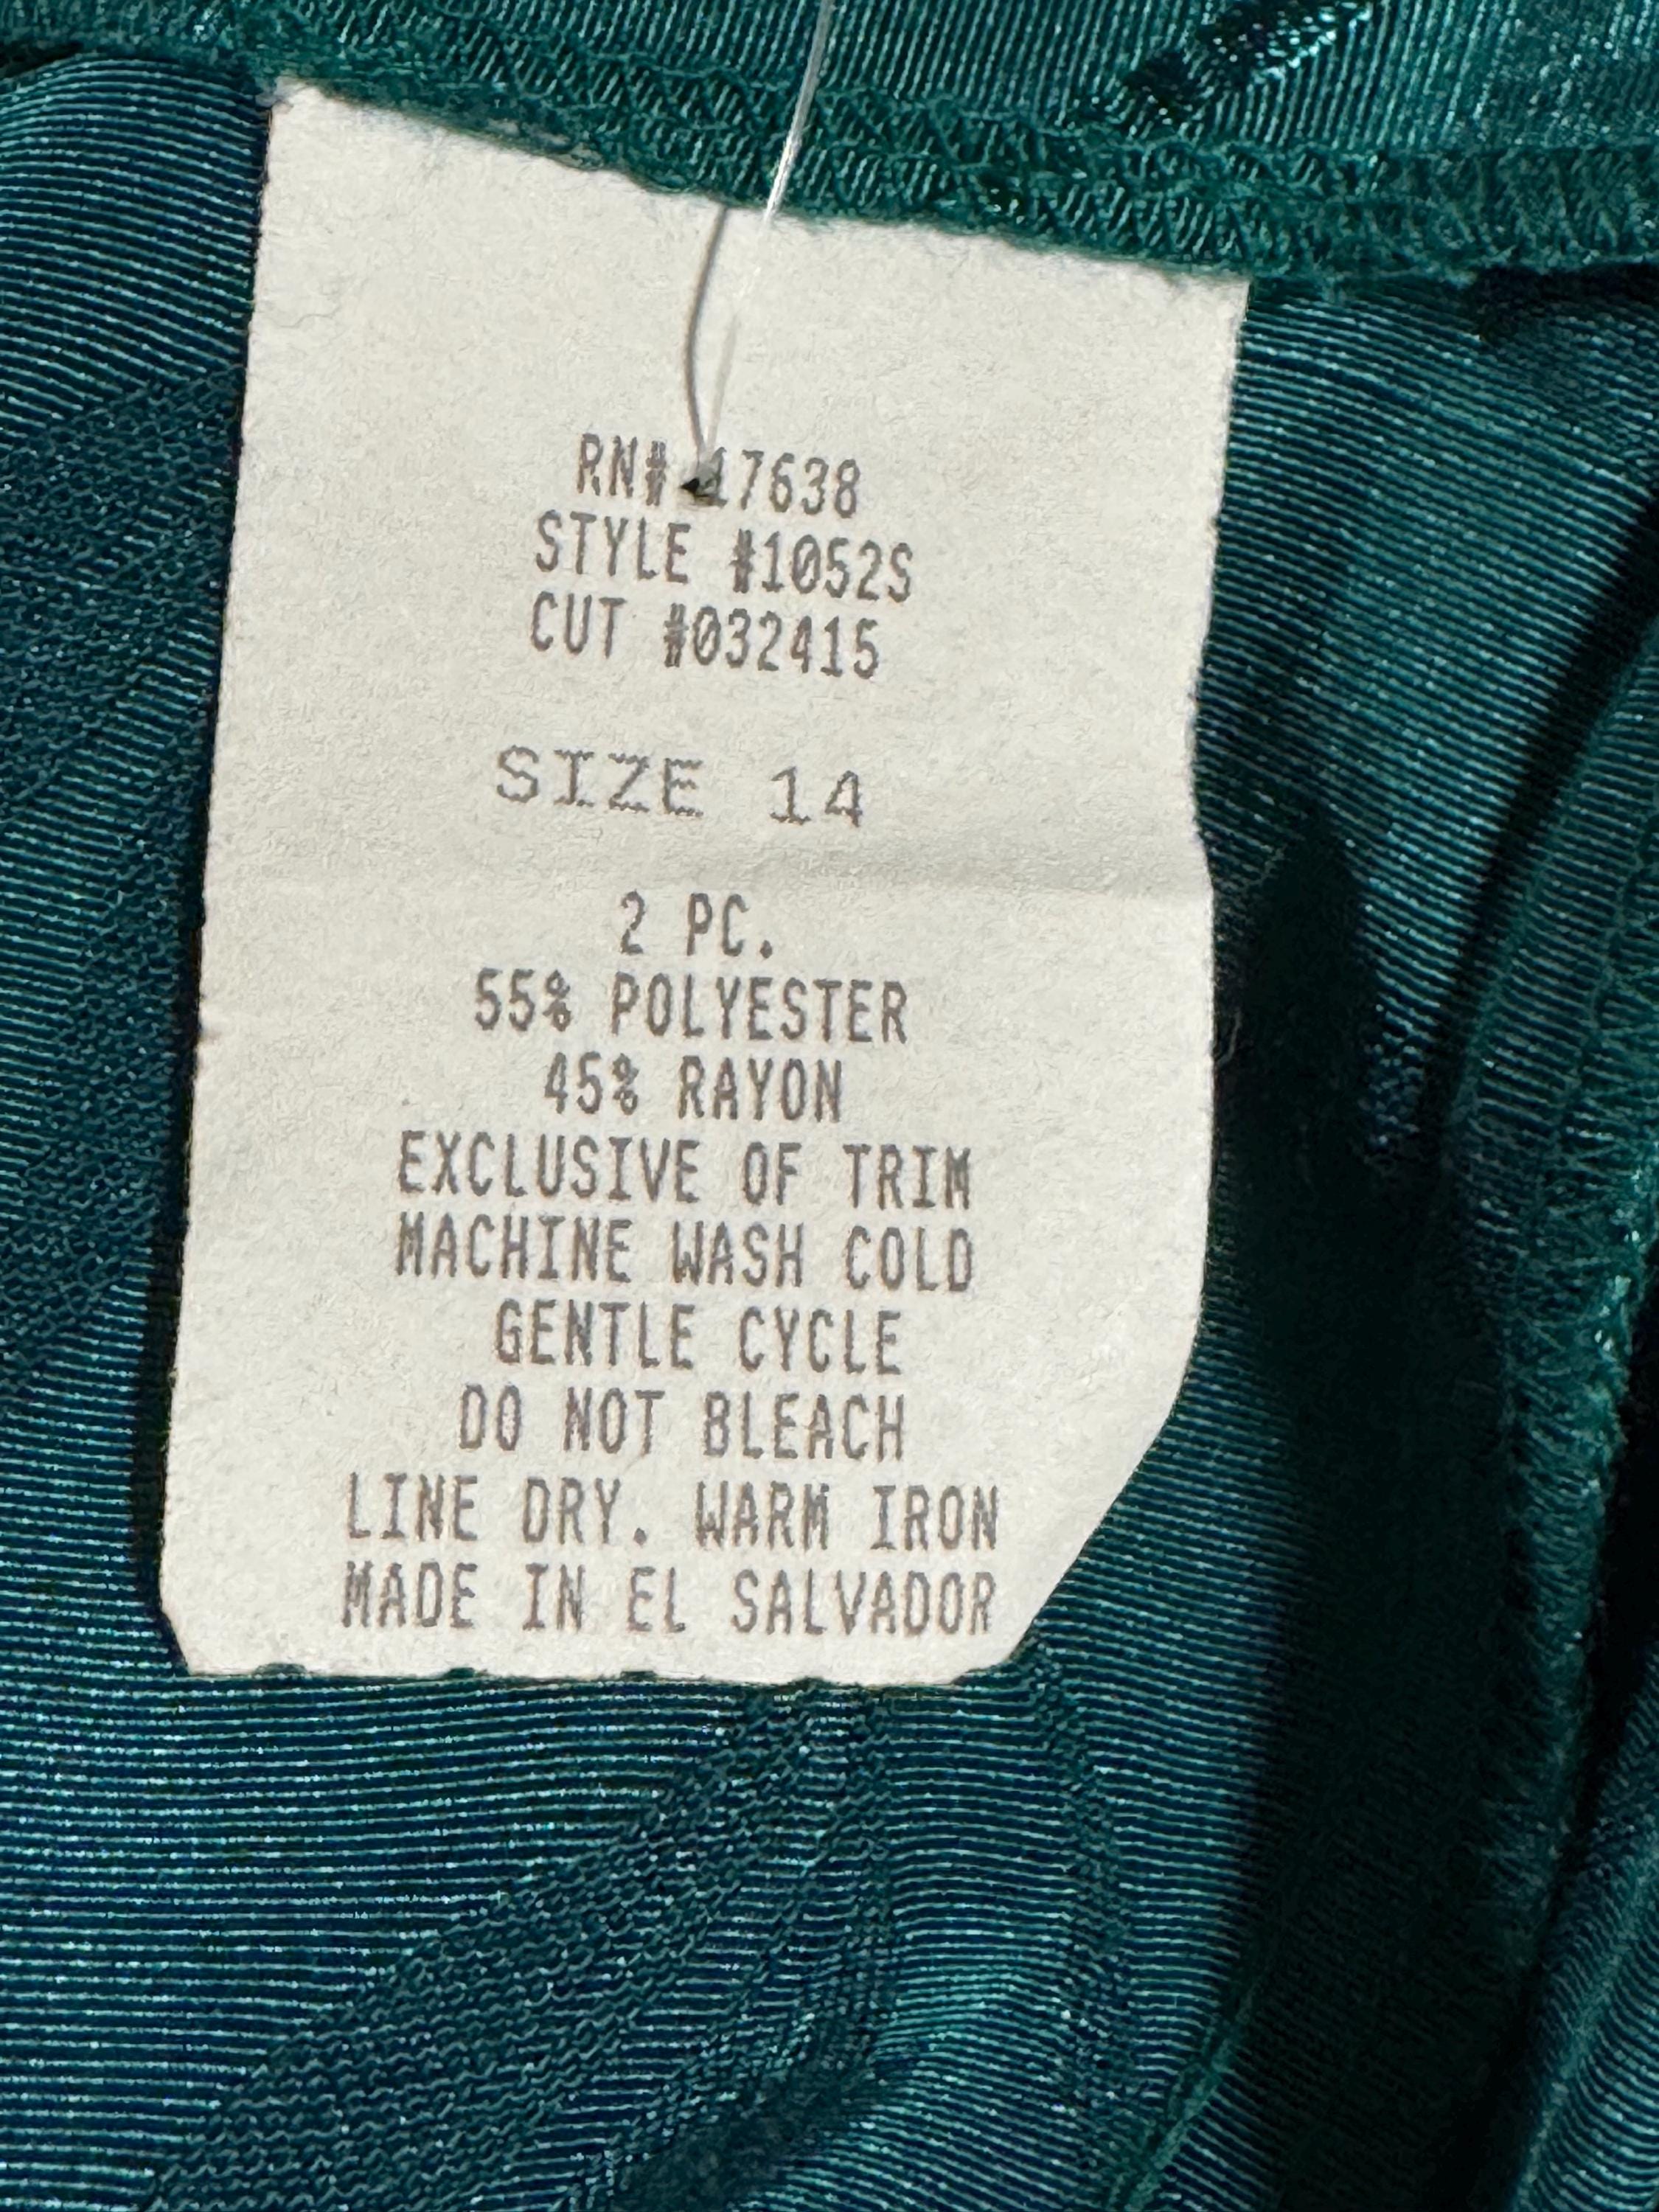 RN# 17638
STYLE #1052S
CUT #032415
SIZE 14
2 PC.
55% POLYESTER
45% RAYON
EXCLUSIVE OF TRIM
MACHINE WASH COLD
GENTLE CYCLE
DO NOT BLEACH
LINE DRY. WARM IRON
MADE IN EL SALVADOR